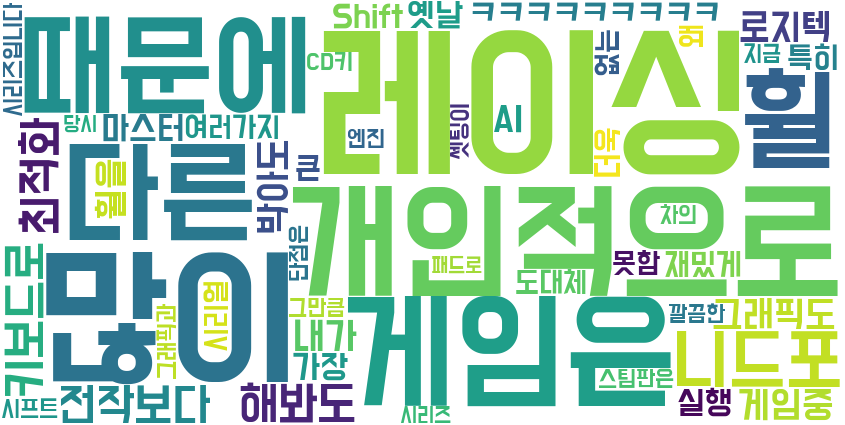 시리즈입니다
때문에
Shift
옛날
ㅋㅋㅋㅋㅋㅋㅋㅋㅋ
레이싱
없는
왜
로지텍
지금
특히
CD키
당시
마스터
여러가지
엔진
셋팅이
AI
더욱
휠
최적화
다른
휠을
박아도
큰
개인적으로
차의
단점은
패드로
도대체
못함
재밌게
키보드로
많이
시리얼
그래픽과
그만큼
내가
가장
게임은
깔끔한
그래픽도
니드포
스팀판은
시프트
전작보다
해봐도
시리즈
실행
게임중